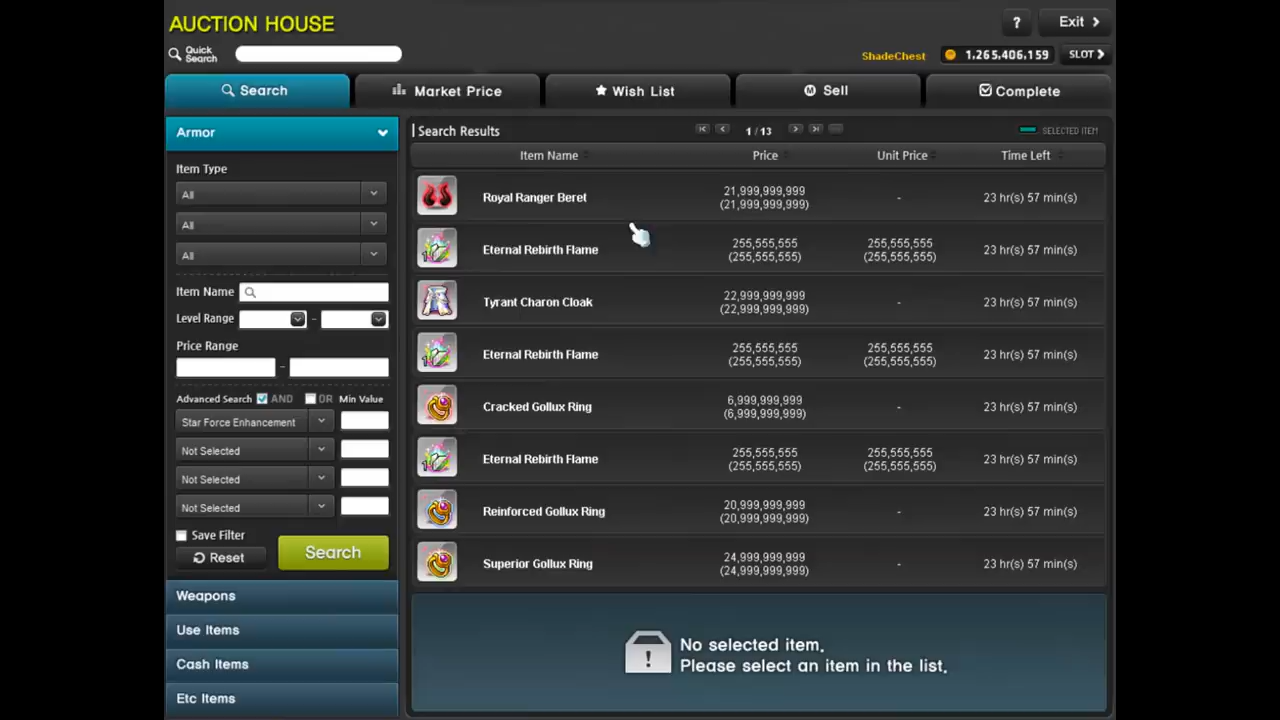 AUCTION HOUSE
?
Exit
Quick
Search
ShadeChest
1,265,406,159
SLOT
Search
Market Price
Wish List
Sell
Complete
Armor
Item Type
All
All
All
Item Name
Level Range
-
Price Range
-
Advanced Search AND OR Min Value
Star Force Enhancement
Not Selected
Not Selected
Not Selected
Save Filter
Reset
Search
Weapons
Use Items
Cash Items
Etc Items
Search Results
1 / 13
SELECTED ITEM
Item Name Price Unit Price Time Left
Royal Ranger Beret 21,999,999,999 - 23 hr(s) 57 min(s)
(21,999,999,999)
Eternal Rebirth Flame 255,555,555 255,555,555 23 hr(s) 57 min(s)
(255,555,555) (255,555,555)
Tyrant Charon Cloak 22,999,999,999 - 23 hr(s) 57 min(s)
(22,999,999,999)
Eternal Rebirth Flame 255,555,555 255,555,555 23 hr(s) 57 min(s)
(255,555,555) (255,555,555)
Cracked Gollux Ring 6,999,999,999 - 23 hr(s) 57 min(s)
(6,999,999,999)
Eternal Rebirth Flame 255,555,555 255,555,555 23 hr(s) 57 min(s)
(255,555,555) (255,555,555)
Reinforced Gollux Ring 20,999,999,999 - 23 hr(s) 57 min(s)
(20,999,999,999)
Superior Gollux Ring 24,999,999,999 - 23 hr(s) 57 min(s)
(24,999,999,999)
No selected item.
Please select an item in the list.